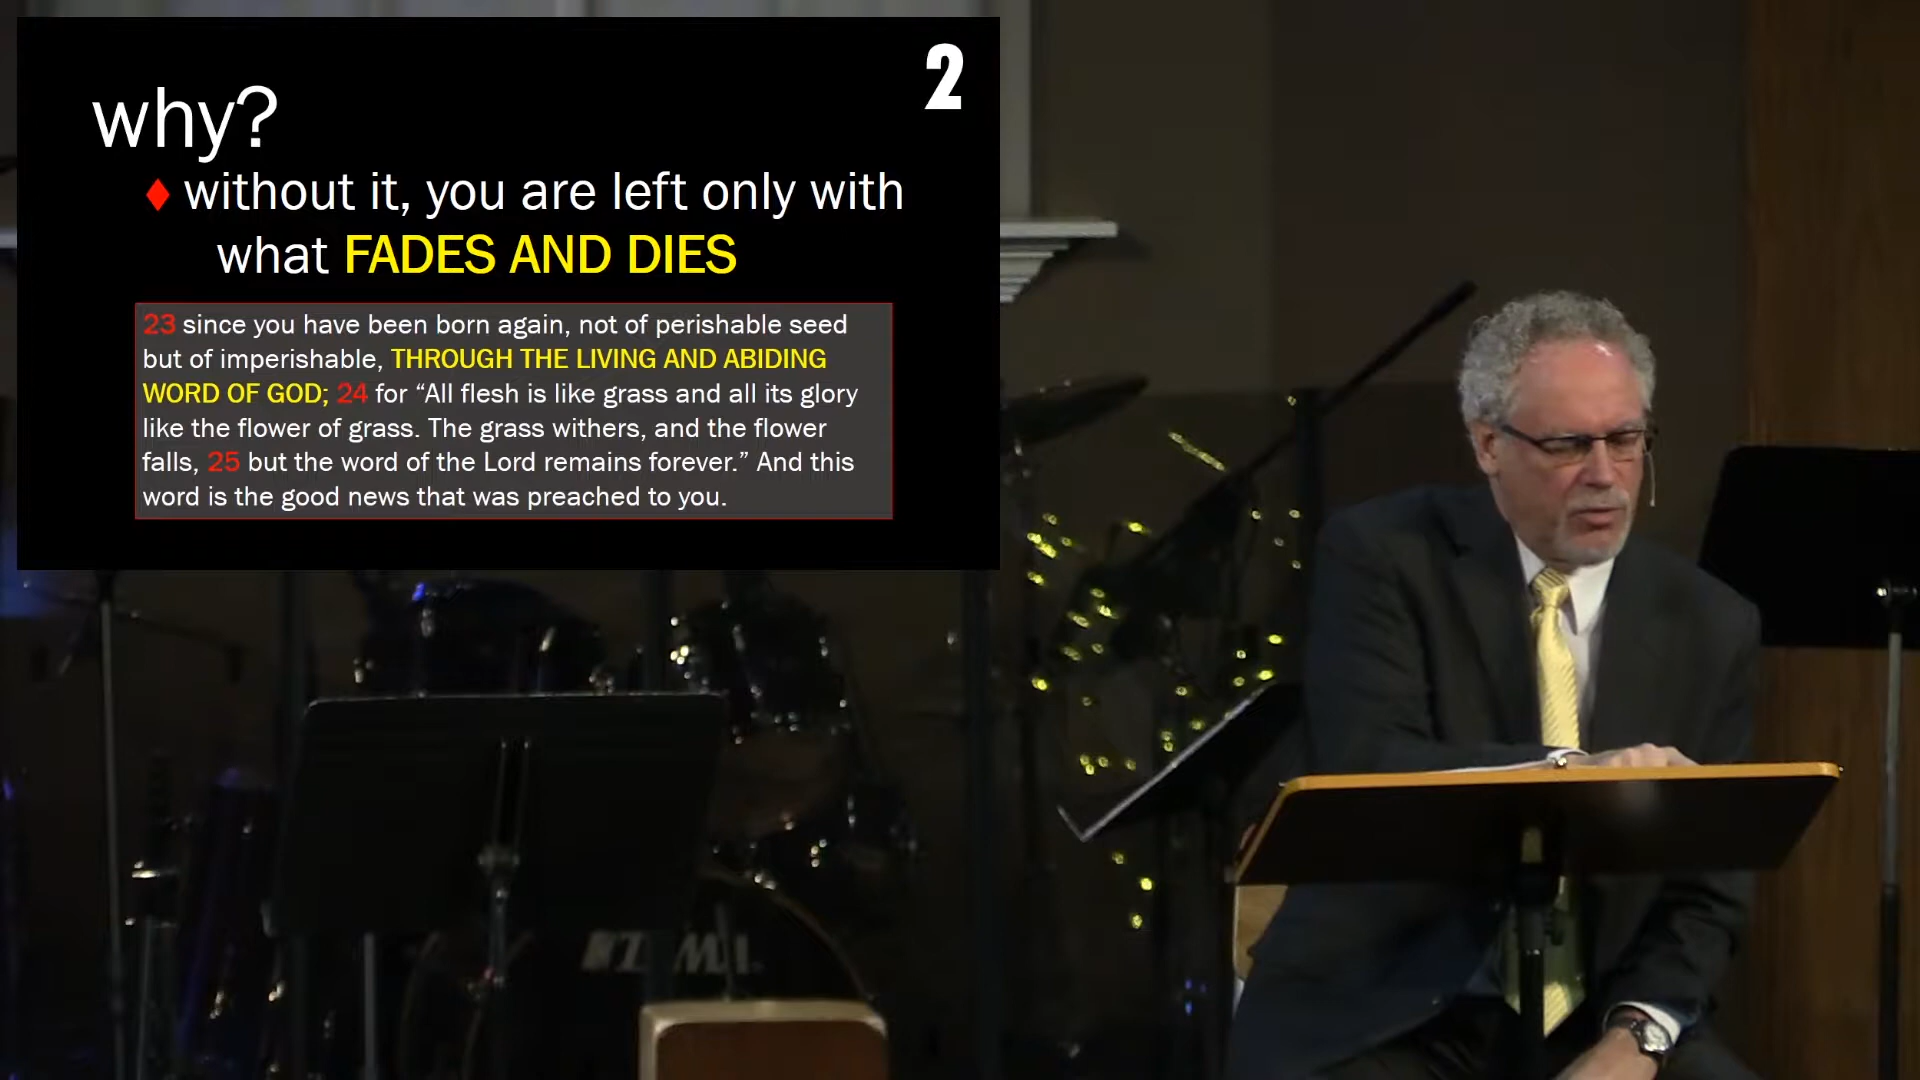 2
why?
♦ without it, you are left only with
what FADES AND DIES
23 since you have been born again, not of perishable seed
but of imperishable, THROUGH THE LIVING AND ABIDING
WORD OF GOD; 24 for “All flesh is like grass and all its glory
like the flower of grass. The grass withers, and the flower
falls, 25 but the word of the Lord remains forever.” And this
word is the good news that was preached to you.
TAMA